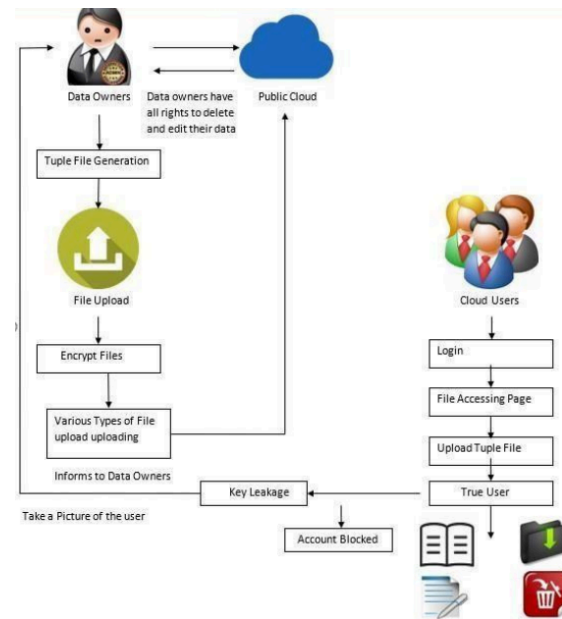 Data Owners
Data owners have
all rights to delete
and edit their data
Public Cloud
Tuple File Generation
File Upload
Cloud Users
Encrypt Files
Login
Various Types of File
upload uploading
File Accessing Page
Upload Tuple File
Informs to Data Owners
Key Leakage
True User
Take a Picture of the user
Account Blocked